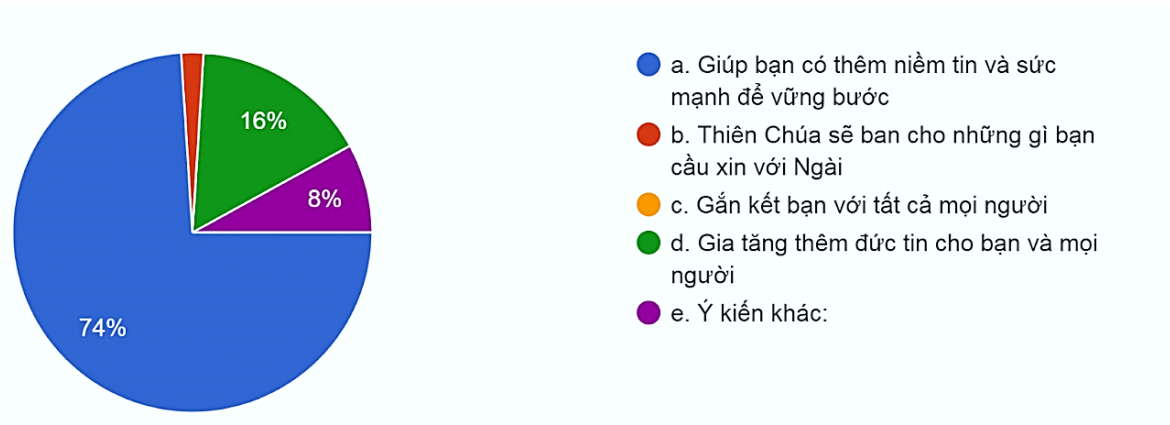 a. Giúp bạn có thêm niềm tin và sức
mạnh để vững bước
b. Thiên Chúa sẽ ban cho những gì bạn
cầu xin với Ngài
c. Gắn kết bạn với tất cả mọi người
d. Gia tăng thêm đức tin cho bạn và mọi
người
e. Ý kiến khác:
16%
8%
74%